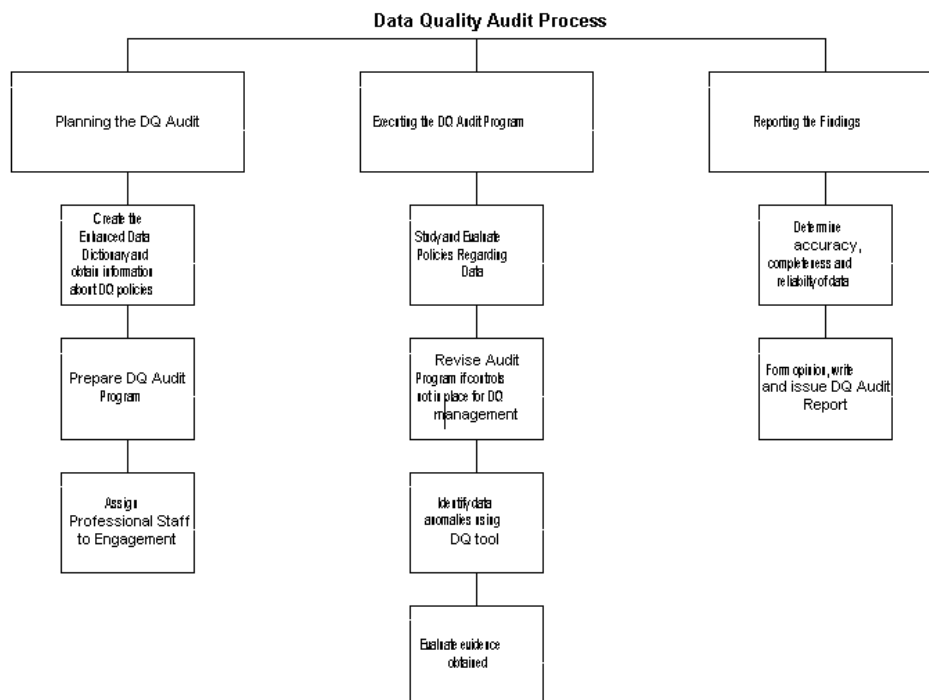 Data Quality Audit Process
Planning the DQ Audit
Create the
Enhanced Data
Dictionary and
obtain information
about DQ policies
Prepare DQ Audit
Program
Assign
Professional Staff
to Engagement
Executing the DQ Audit Program
Study and Evaluate
Policies Regarding
Data
Revise Audit
Program if controls
not in place for DQ
management
Identify data
anomalies using
DQ tool
Evaluate evidence
obtained
Reporting the Findings
Determine
accuracy,
completeness and
reliabilty of data
Form opinion, write
and issue DQ Audit
Report